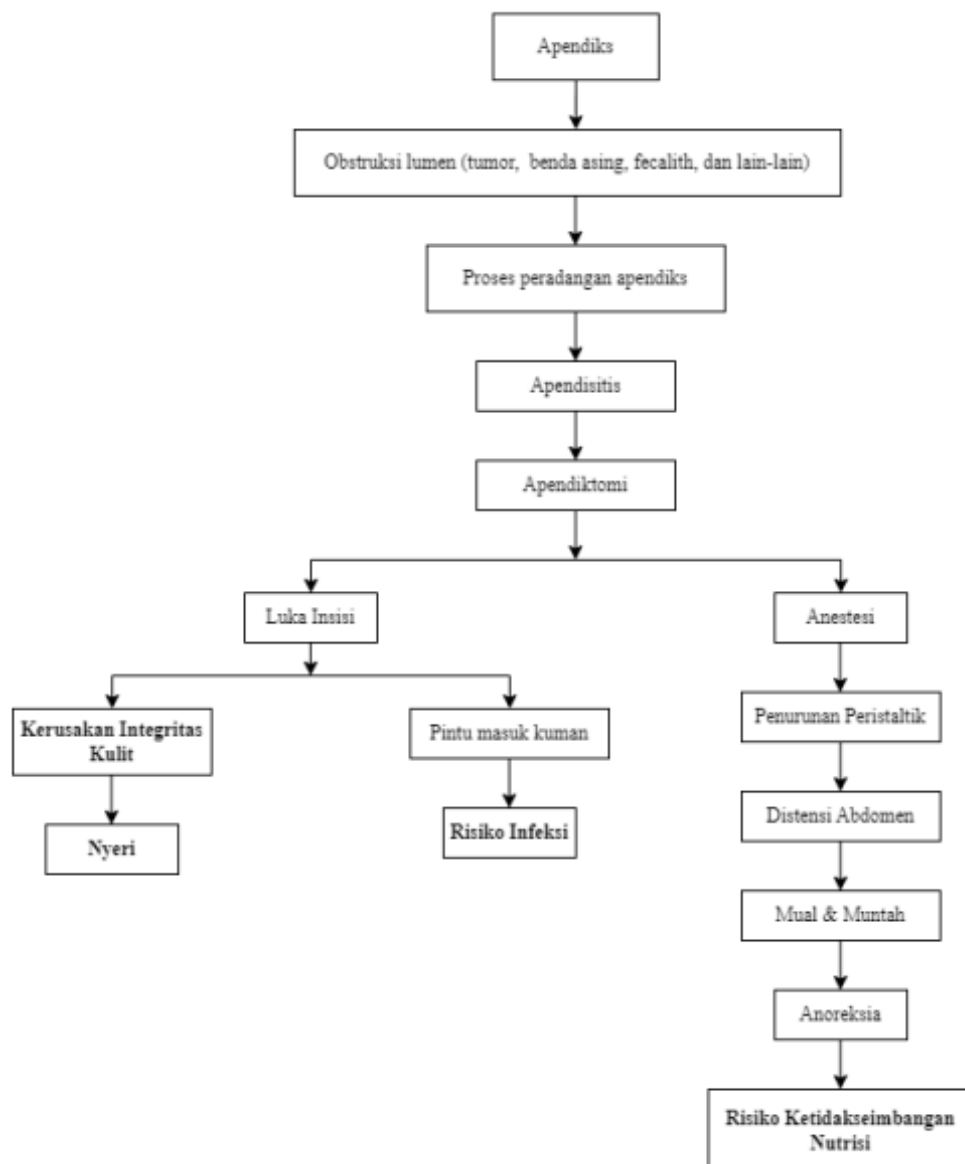 Apendiks
Obstruksi lumen (tumor, benda asing, fecalith, dan lain-lain)
Proses peradangan apendiks
Apendisitis
Apendiktomi
Luka Insisi
Anestesi
Kerusakan Integritas
Kulit
Pintu masuk kuman
Penurunan Peristaltik
Nyeri
Risiko Infeksi
Distensi Abdomen
Mual & Muntah
Anoreksia
Risiko Ketidakseimbangan
Nutrisi